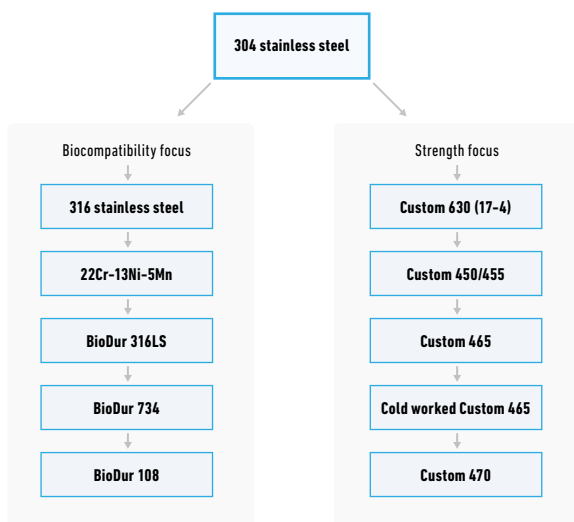 304 stainless steel
Biocompatibility focus
316 stainless steel
22Cr-13Ni-5Mn
BioDur 316LS
BioDur 734
BioDur 108
Strength focus
Custom 630 (17-4)
Custom 450/455
Custom 465
Cold worked Custom 465
Custom 470